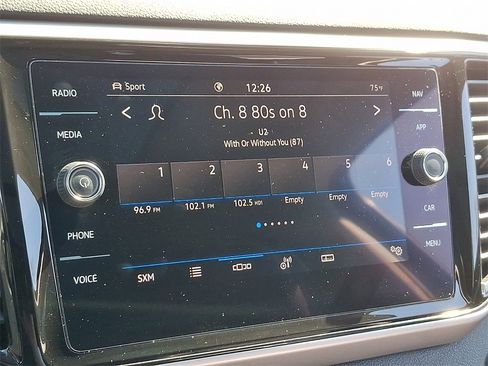 RADIO
MEDIA
PHONE
VOICE
Sport 12:26 75°F
< Ch. 8 80s on 8 >
U2
With Or Without You (87)
1 2 3 4 5 6
96.9 FM 102.1 FM 102.5 HD1 Empty Empty Empty
SXM
NAV
APP
CAR
MENU